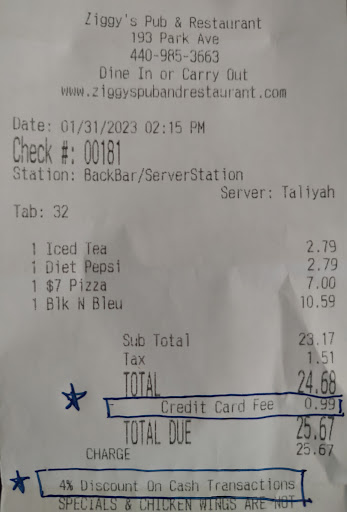 Ziggy's Pub & Restaurant
193 Park Ave
440-985-3663
Dine In or Carry Out
www.ziggyspubandrestaurant.com
Date: 01/31/2023 02:15 PM
Check #: 00181
Station: BackBar/ServerStation
Server: Taliyah
Tab: 32
1 Iced Tea 2.79
1 Diet Pepsi 2.79
1 $7 Pizza 7.00
1 Blk N Bleu 10.59
Sub Total 23.17
Tax 1.51
TOTAL 24.68
Credit Card Fee 0.99
TOTAL DUE 25.67
CHARGE 25.67
4% Discount On Cash Transactions
SPECIALS & CHICKEN WINGS ARE NOT